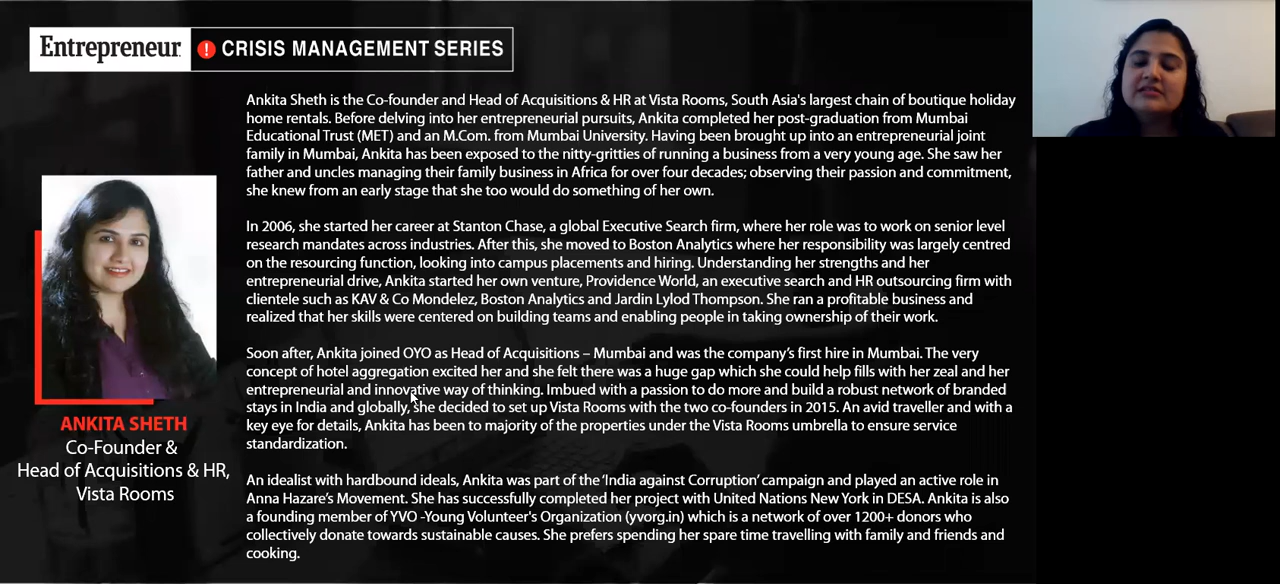 Entrepreneur. ! CRISIS MANAGEMENT SERIES
Ankita Sheth is the Co-founder and Head of Acquisitions & HR at Vista Rooms, South Asia's largest chain of boutique holiday
home rentals. Before delving into her entrepreneurial pursuits, Ankita completed her post-graduation from Mumbai
Educational Trust (MET) and an M.Com. from Mumbai University. Having been brought up into an entrepreneurial joint
family in Mumbai, Ankita has been exposed to the nitty-gritties of running a business from a very young age. She saw her
father and uncles managing their family business in Africa for over four decades; observing their passion and commitment,
she knew from an early stage that she too would do something of her own.
In 2006, she started her career at Stanton Chase, a global Executive Search firm, where her role was to work on senior level
research mandates across industries. After this, she moved to Boston Analytics where her responsibility was largely centred
on the resourcing function, looking into campus placements and hiring. Understanding her strengths and her
entrepreneurial drive, Ankita started her own venture, Providence World, an executive search and HR outsourcing firm with
clientele such as KAV & Co Mondelez, Boston Analytics and Jardin Lylod Thompson. She ran a profitable business and
realized that her skills were centered on building teams and enabling people in taking ownership of their work.
Soon after, Ankita joined OYO as Head of Acquisitions – Mumbai and was the company's first hire in Mumbai. The very
concept of hotel aggregation excited her and she felt there was a huge gap which she could help fills with her zeal and her
entrepreneurial and innovative way of thinking. Imbued with a passion to do more and build a robust network of branded
stays in India and globally, she decided to set up Vista Rooms with the two co-founders in 2015. An avid traveller and with a
key eye for details, Ankita has been to majority of the properties under the Vista Rooms umbrella to ensure service
standardization.
An idealist with hardbound ideals, Ankita was part of the 'India against Corruption' campaign and played an active role in
Anna Hazare's Movement. She has successfully completed her project with United Nations New York in DESA. Ankita is also
a founding member of YVO -Young Volunteer's Organization (yvorg.in) which is a network of over 1200+ donors who
collectively donate towards sustainable causes. She prefers spending her spare time travelling with family and friends and
cooking.
ANKITA SHETH
Co-Founder &
Head of Acquisitions & HR,
Vista Rooms